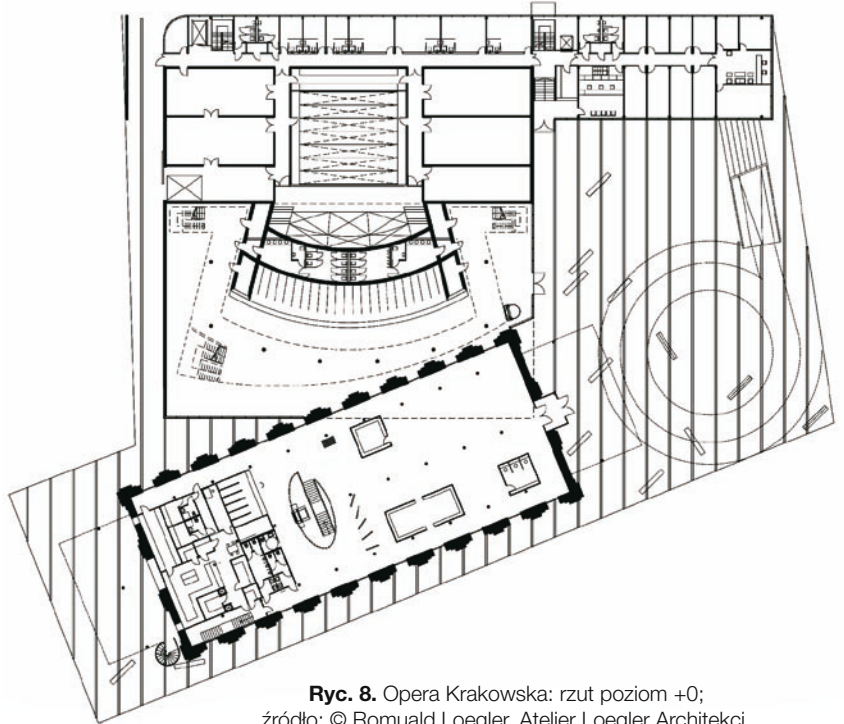 Ryc. 8. Opera Krakowska: rzut poziom +0;
źródło: © Romuald Loegler, Atelier Loegler Architekci